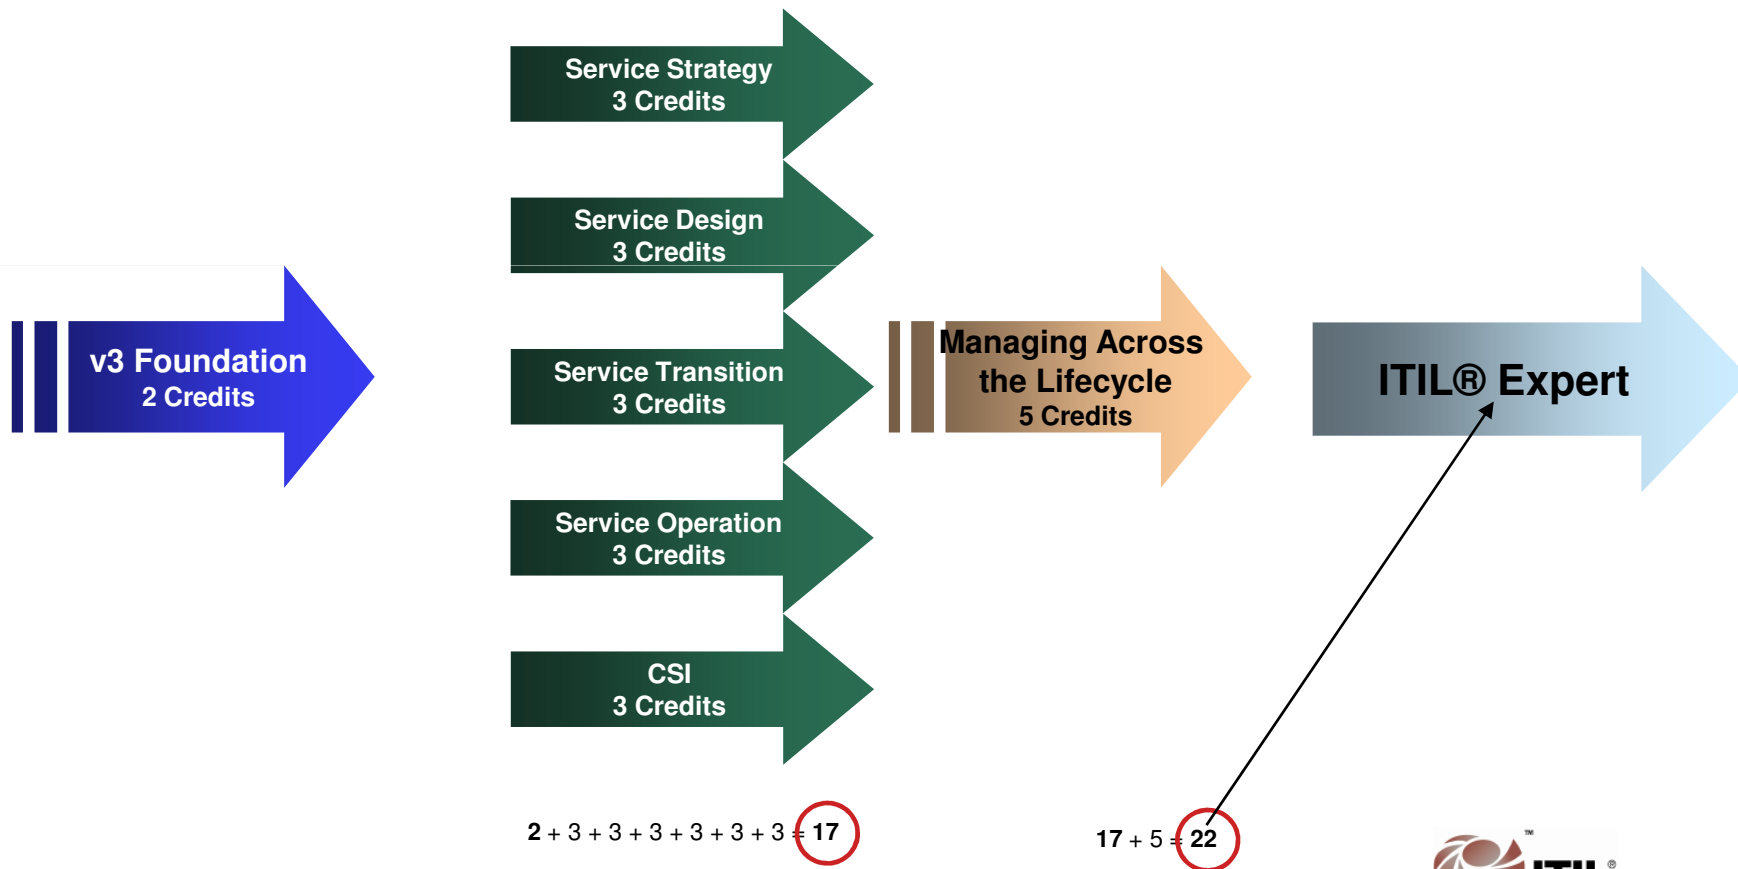 Service Strategy
3 Credits
Service Design
3 Credits
v3 Foundation
2 Credits
Service Transition
3 Credits
Managing Across
the Lifecycle
5 Credits
ITIL® Expert
Service Operation
3 Credits
CSI
3 Credits
2 + 3 + 3 + 3 + 3 + 3 + 3 = 17
17 + 5 = 22
™
ITIL®